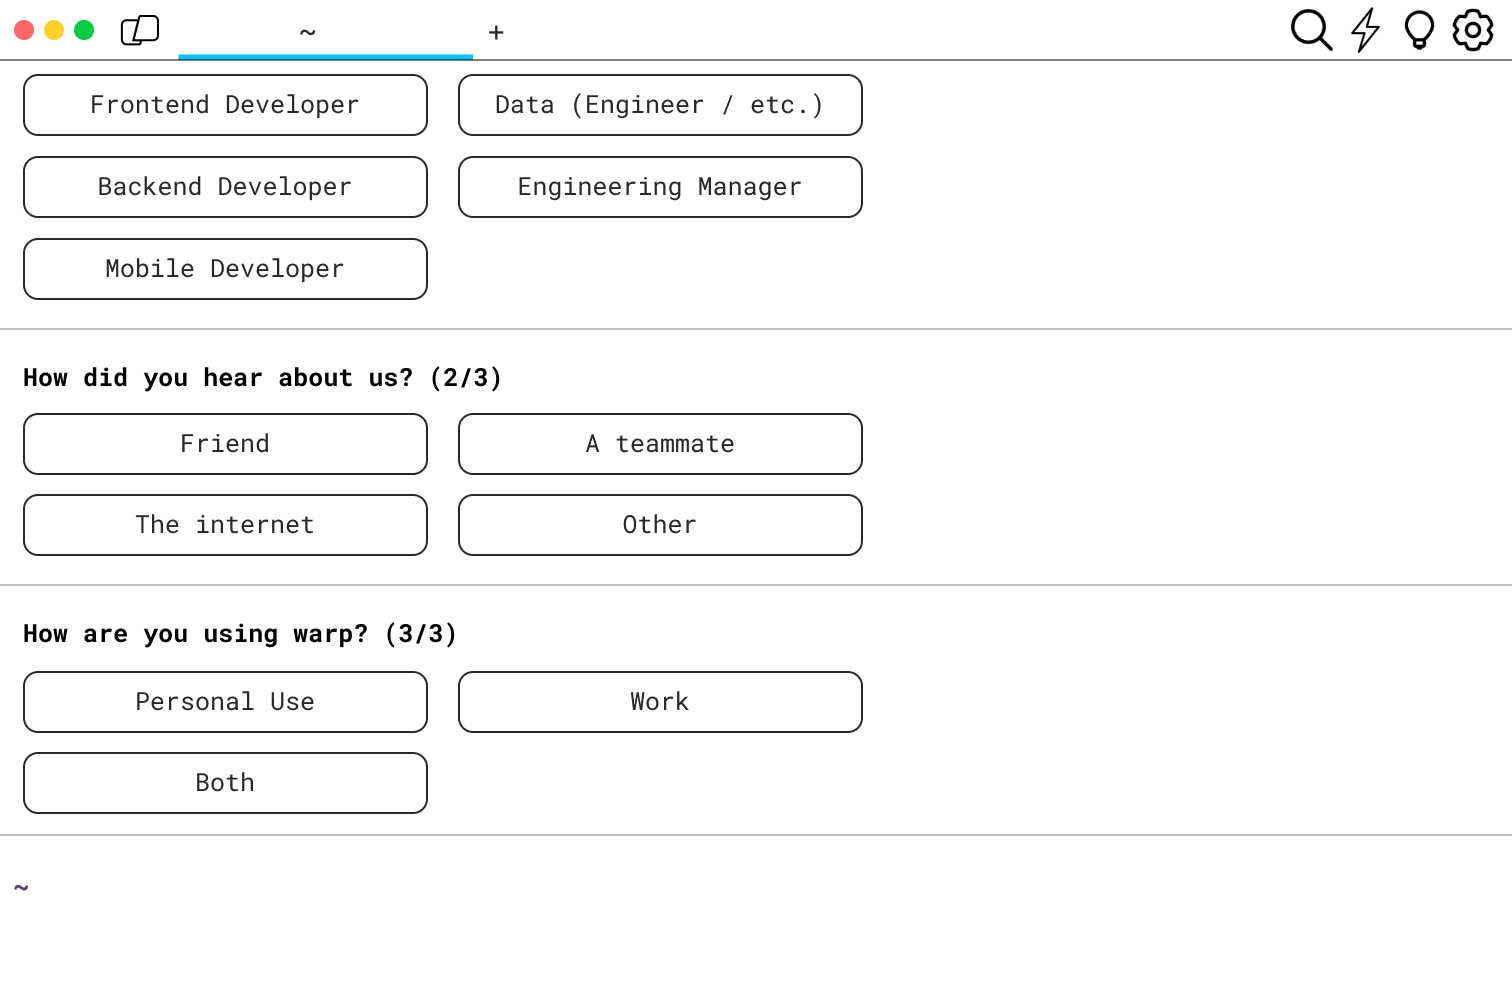 ~ +
Frontend Developer Data (Engineer / etc.)
Backend Developer Engineering Manager
Mobile Developer
How did you hear about us? (2/3)
Friend A teammate
The internet Other
How are you using warp? (3/3)
Personal Use Work
Both
~